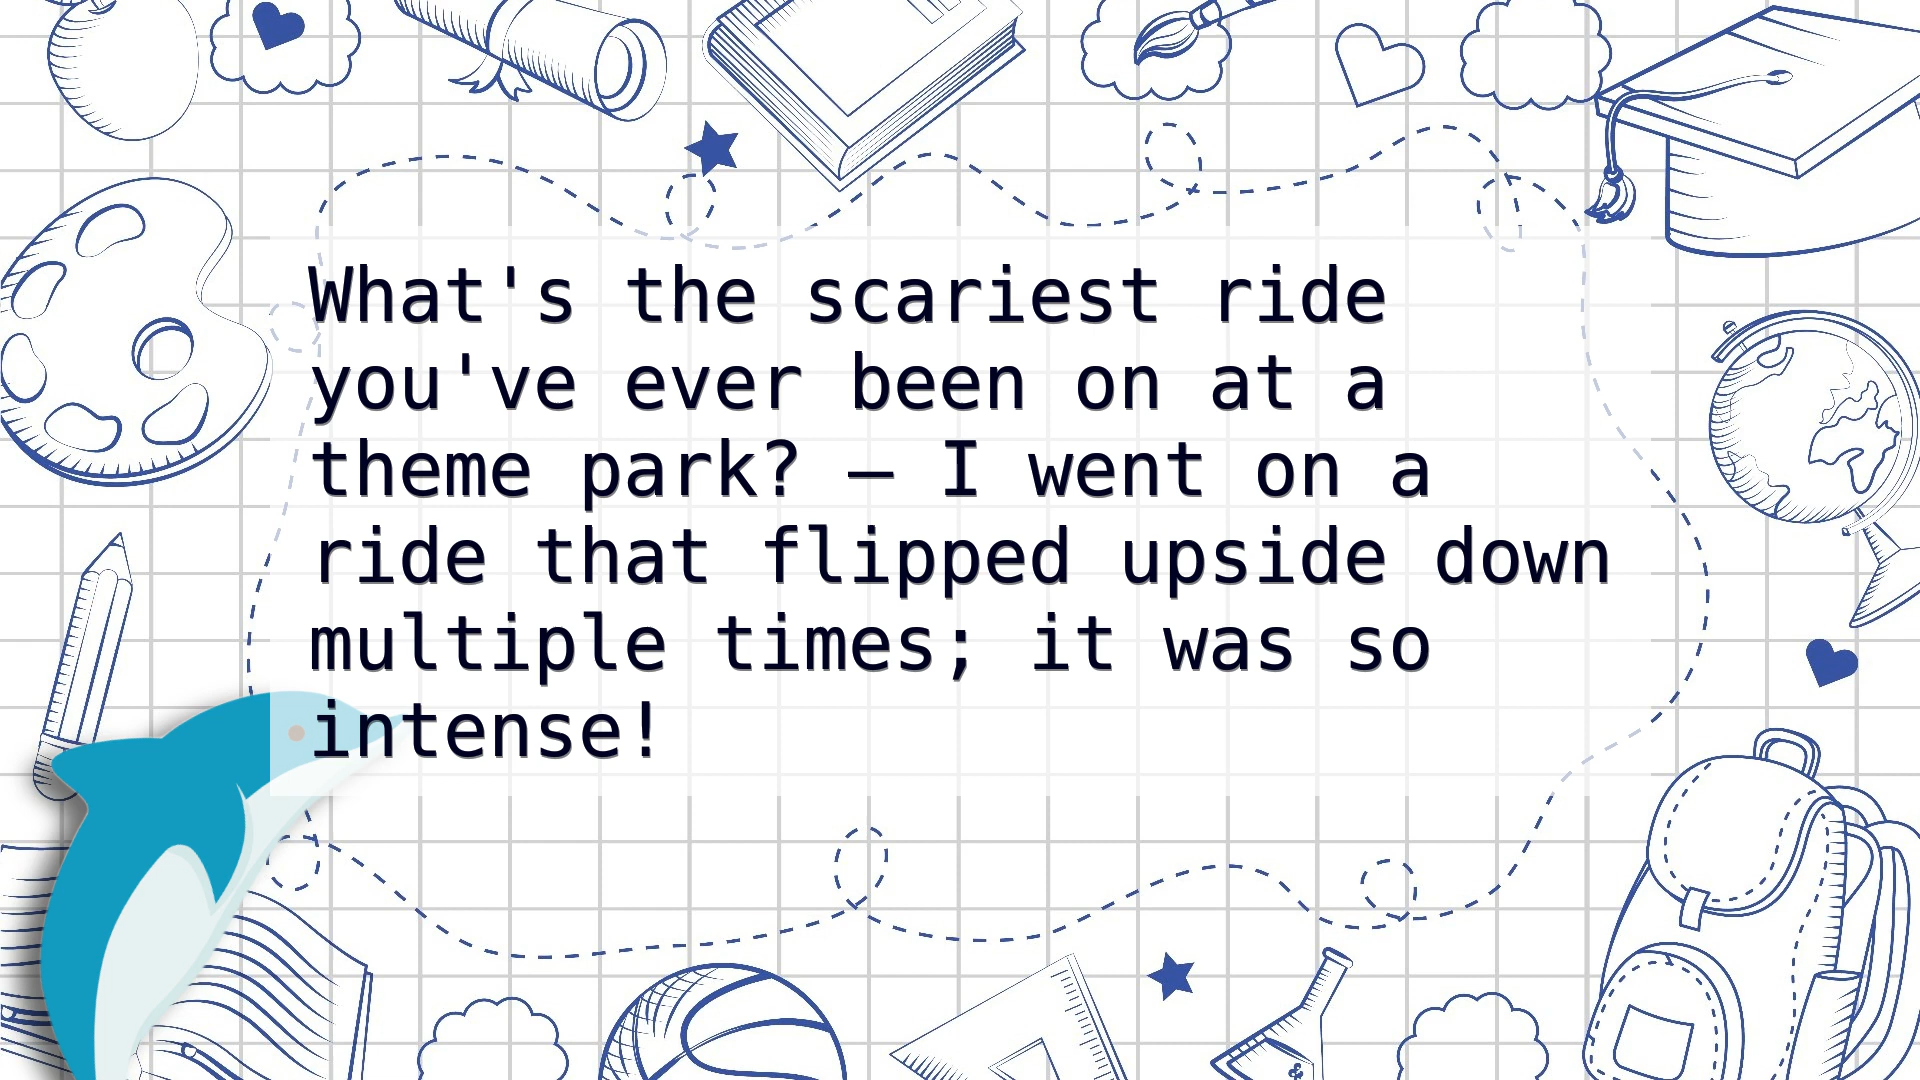 What's the scariest ride
you've ever been on at a
theme park? – I went on a
ride that flipped upside down
multiple times; it was so
intense!